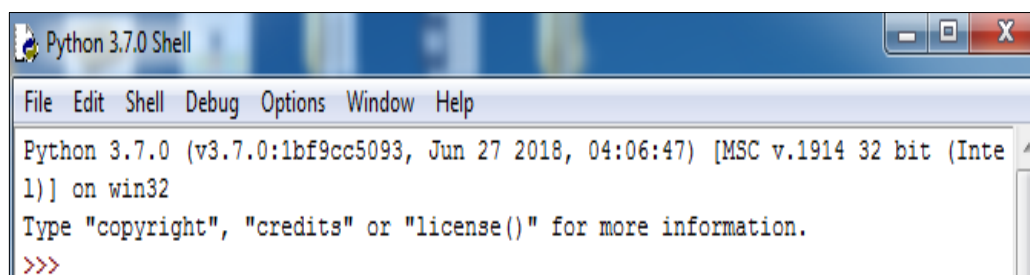 Python 3.7.0 Shell
File Edit Shell Debug Options Window Help
Python 3.7.0 (v3.7.0:1bf9cc5093, Jun 27 2018, 04:06:47) [MSC v.1914 32 bit (Inte
l)] on win32
Type "copyright", "credits" or "license()" for more information.
>>>